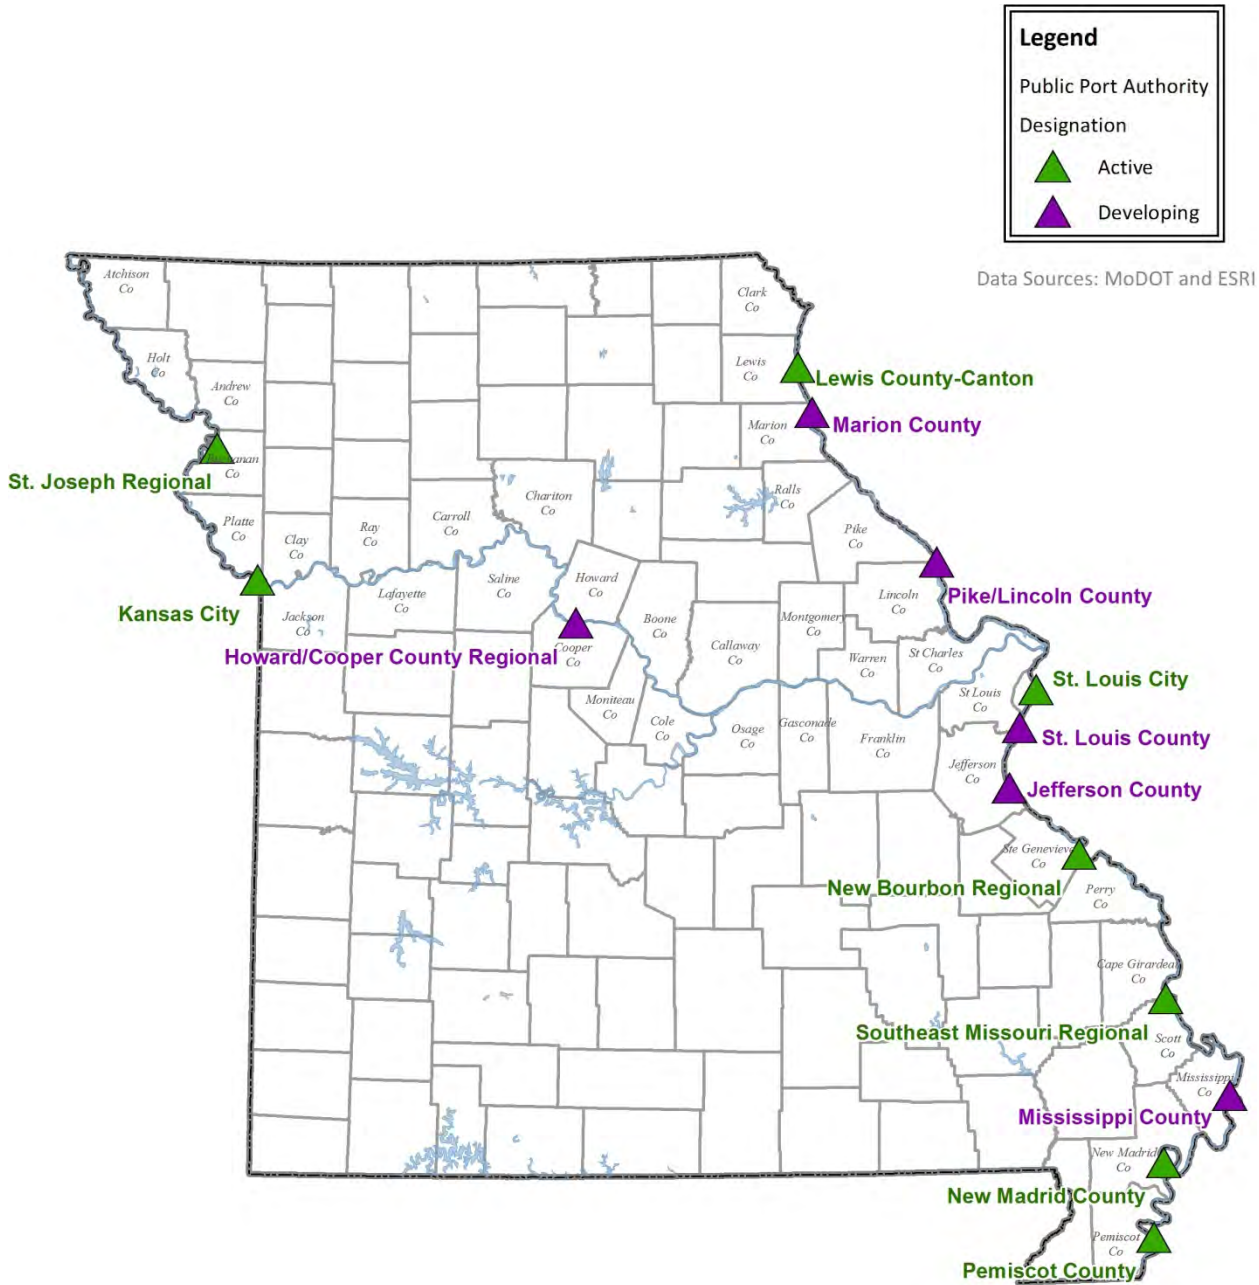 Legend
Public Port Authority
Designation
Active
Developing
Data Sources: MoDOT and ESRI
Atchison
Co
Clark
Co
Holt
Co
Lewis
Co
Andrew
Co
Lewis County-Canton
Marion
Co
Marion County
Co
St. Joseph Regional
Chariton
Co
Ralls
Co
Platte
Co
Clay
Co
Ray
Co
Carroll
Co
Pike
Co
Saline
Co
Howard
Co
Lafayette
Co
Lincoln
Co
Pike/Lincoln County
Kansas City
Jackson
Co
Boone
Co
Montgomery
Co
Callaway
Co
Howard/Cooper County Regional
Cooper
Co
Warren
Co
St Charles
Co
St. Louis City
Moniteau
Co
St Louis
Co
Cole
Co
Osage
Co
Gasconade
Co
Franklin
Co
St. Louis County
Jefferson
Co
Jefferson County
Ste Genevieve
Co
New Bourbon Regional
Perry
Co
Cape Girardeau
Co
Southeast Missouri Regional
Scott
Co
Mississippi
Co
Mississippi County
New Madrid
Co
New Madrid County
Pemiscot
Co
Pemiscot County